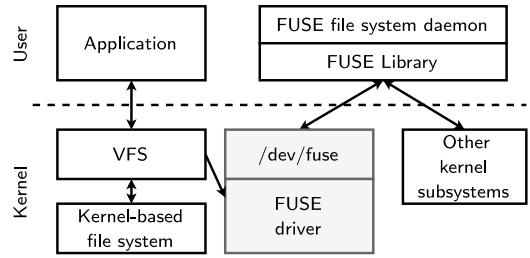 User
Application
FUSE file system daemon
FUSE Library
Kernel
VFS
/dev/fuse
Other
kernel
subsystems
Kernel-based
file system
FUSE
driver